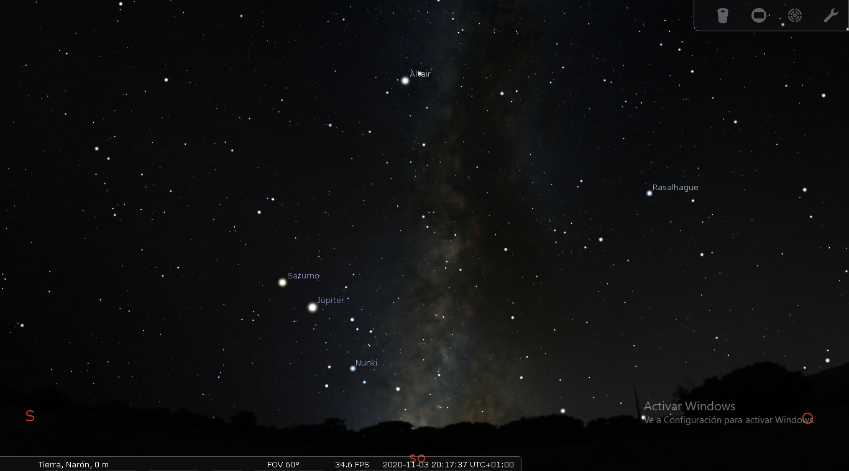 Altair
Rasalhague
Saturno
Júpiter
Nunki
Activar Windows
Ve a Configuración para activar Windows.
S
O
SO
Tierra, Narón, 0 m FOV 60° 34.6 FPS 2020-11-03 20:17:37 UTC+01:00